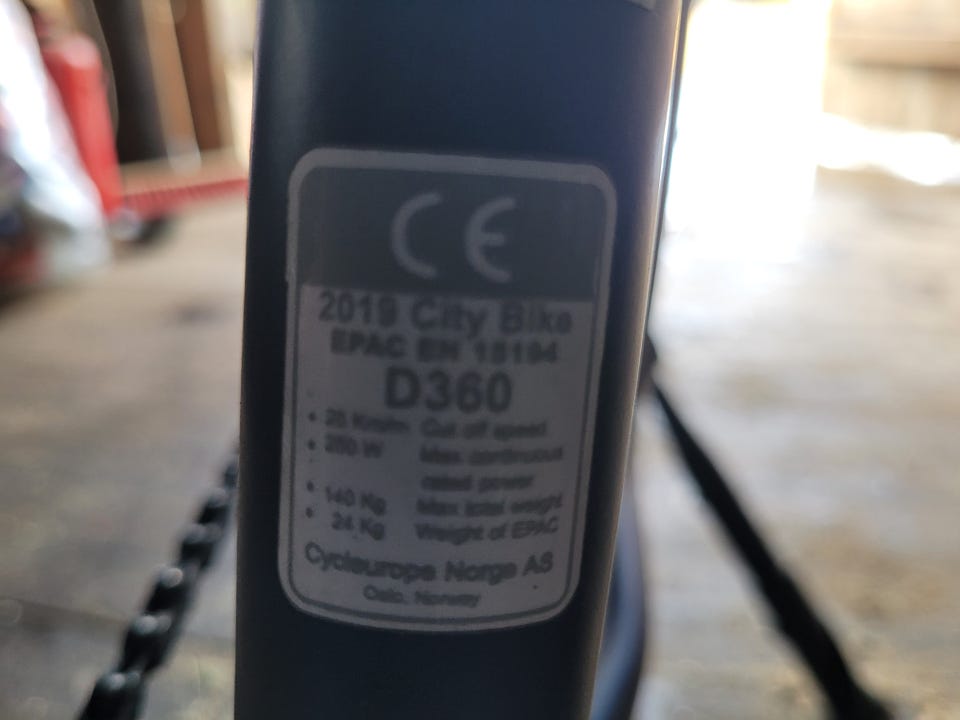 CE
2019 City Bike
EPAC EN 15194
D360
• 25 Km/h Cut off speed
• 250 W Max continuous
rated power
• 140 Kg Max total weight
• 24 Kg Weight of EPAC
Cycleurope Norge AS
Oslo, Norway